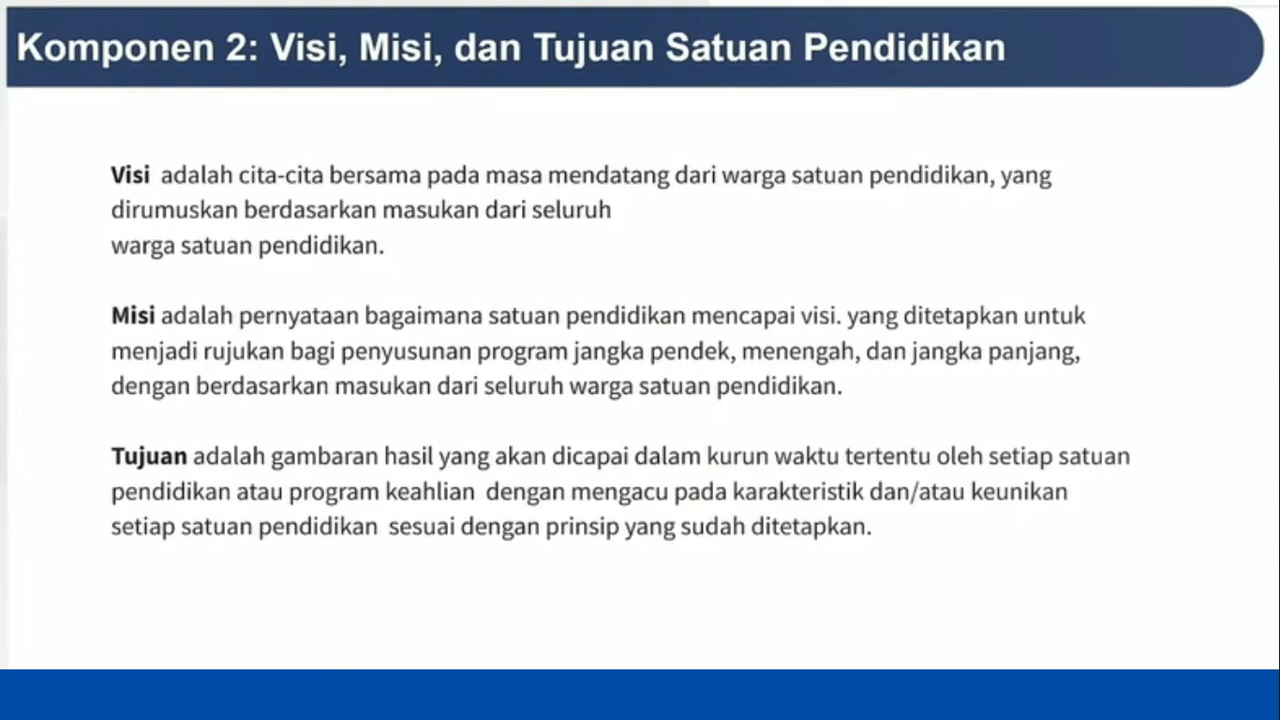 Komponen 2: Visi, Misi, dan Tujuan Satuan Pendidikan
Visi adalah cita-cita bersama pada masa mendatang dari warga satuan pendidikan, yang
dirumuskan berdasarkan masukan dari seluruh
warga satuan pendidikan.
Misi adalah pernyataan bagaimana satuan pendidikan mencapai visi. yang ditetapkan untuk
menjadi rujukan bagi penyusunan program jangka pendek, menengah, dan jangka panjang,
dengan berdasarkan masukan dari seluruh warga satuan pendidikan.
Tujuan adalah gambaran hasil yang akan dicapai dalam kurun waktu tertentu oleh setiap satuan
pendidikan atau program keahlian dengan mengacu pada karakteristik dan/atau keunikan
setiap satuan pendidikan sesuai dengan prinsip yang sudah ditetapkan.